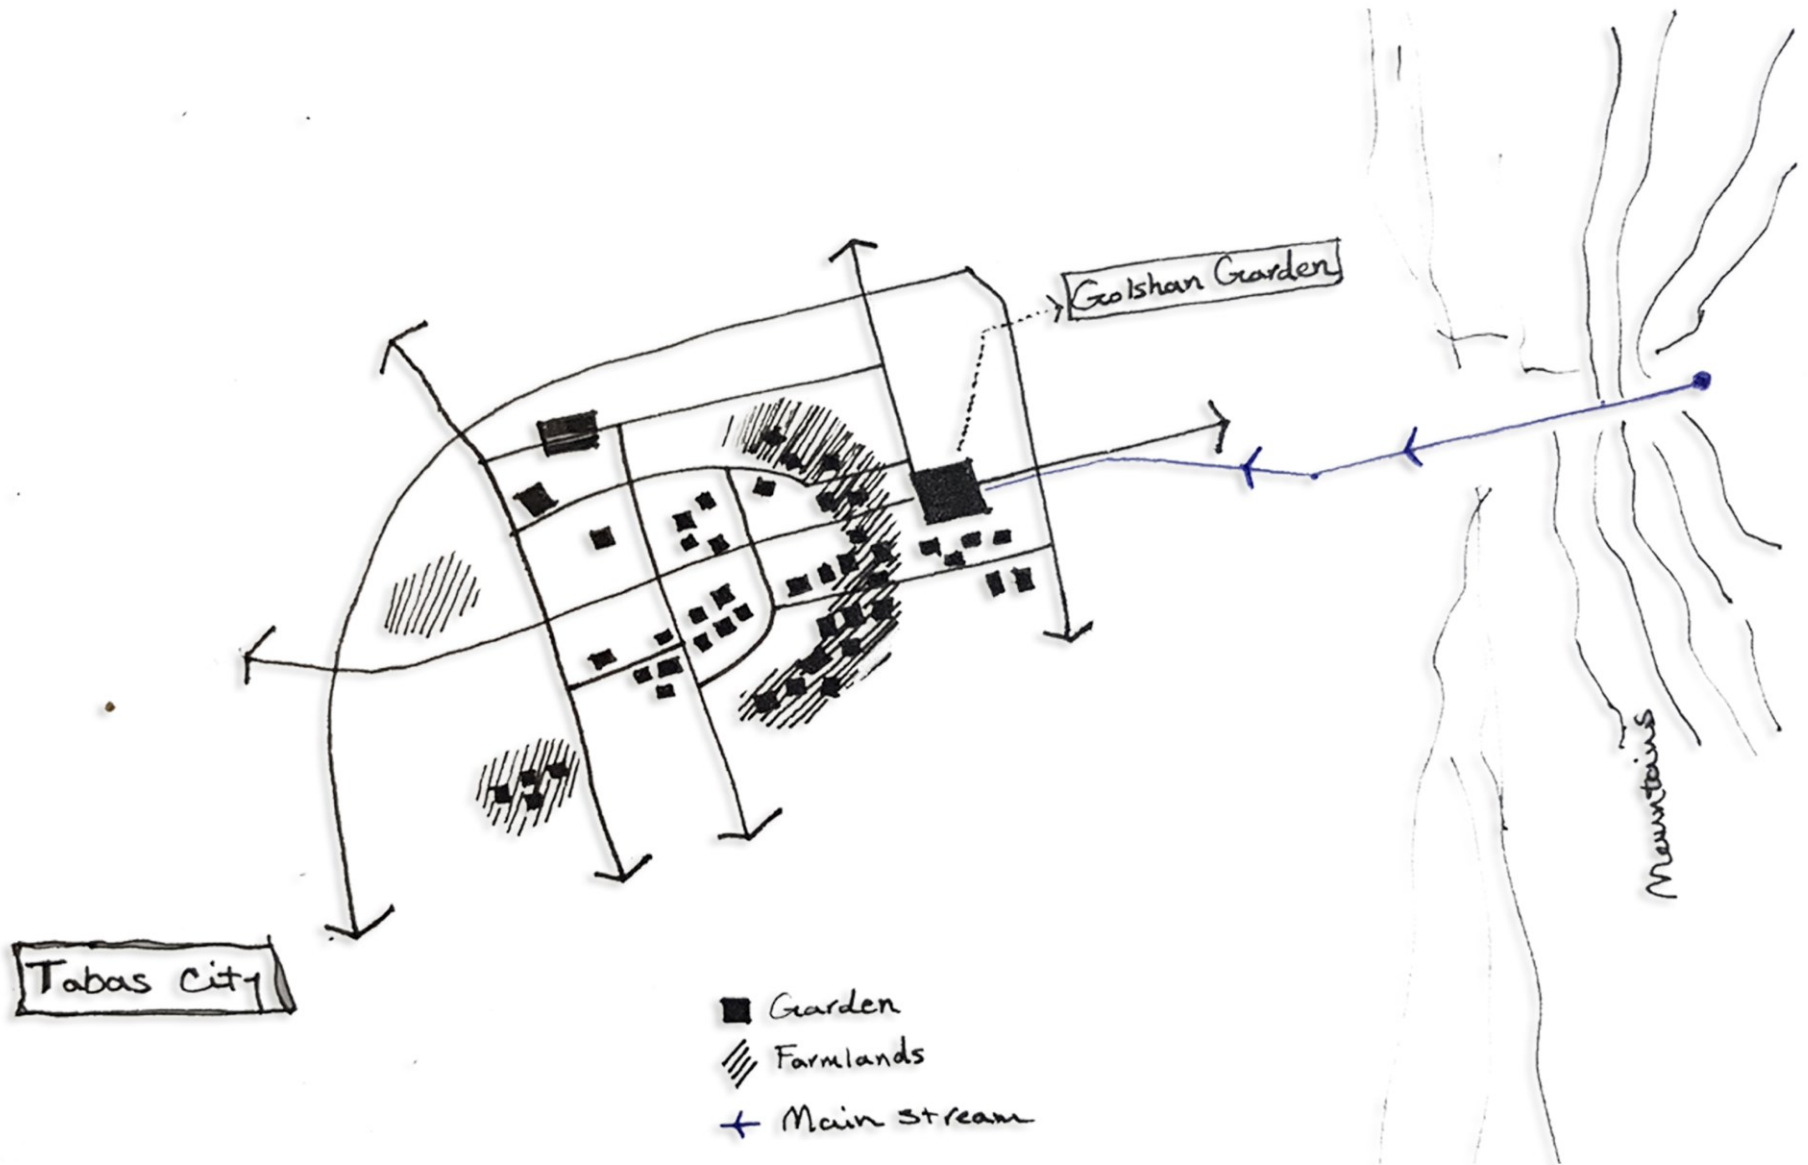 Golshan Garden
Mountains
Tabas City
Garden
Farmlands
Main stream